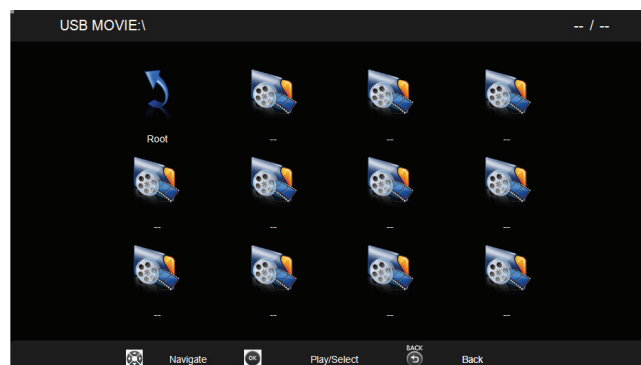 USB MOVIE:\ -- / --
Root -- -- --
-- -- -- --
-- -- -- --
BACK
OK
Navigate Play/Select Back